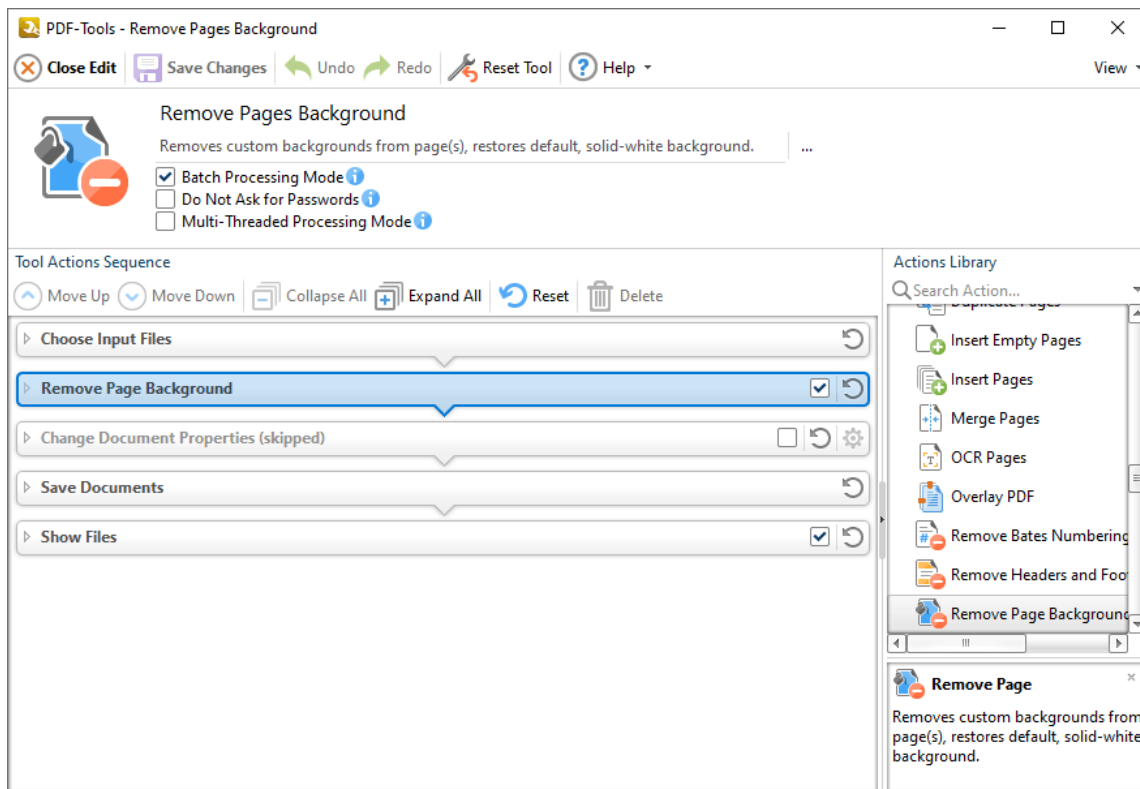 PDF-Tools - Remove Pages Background
Close Edit Save Changes Undo Redo Reset Tool Help View
Remove Pages Background
Removes custom backgrounds from page(s), restores default, solid-white background. ...
Batch Processing Mode
Do Not Ask for Passwords
Multi-Threaded Processing Mode
Tool Actions Sequence
Move Up Move Down Collapse All Expand All Reset Delete
Choose Input Files
Remove Page Background
Change Document Properties (skipped)
Save Documents
Show Files
Actions Library
Search Action...
Duplicate Pages
Insert Empty Pages
Insert Pages
Merge Pages
OCR Pages
Overlay PDF
Remove Bates Numbering
Remove Headers and Foo
Remove Page Background
Remove Page
Removes custom backgrounds from
page(s), restores default, solid-white
background.